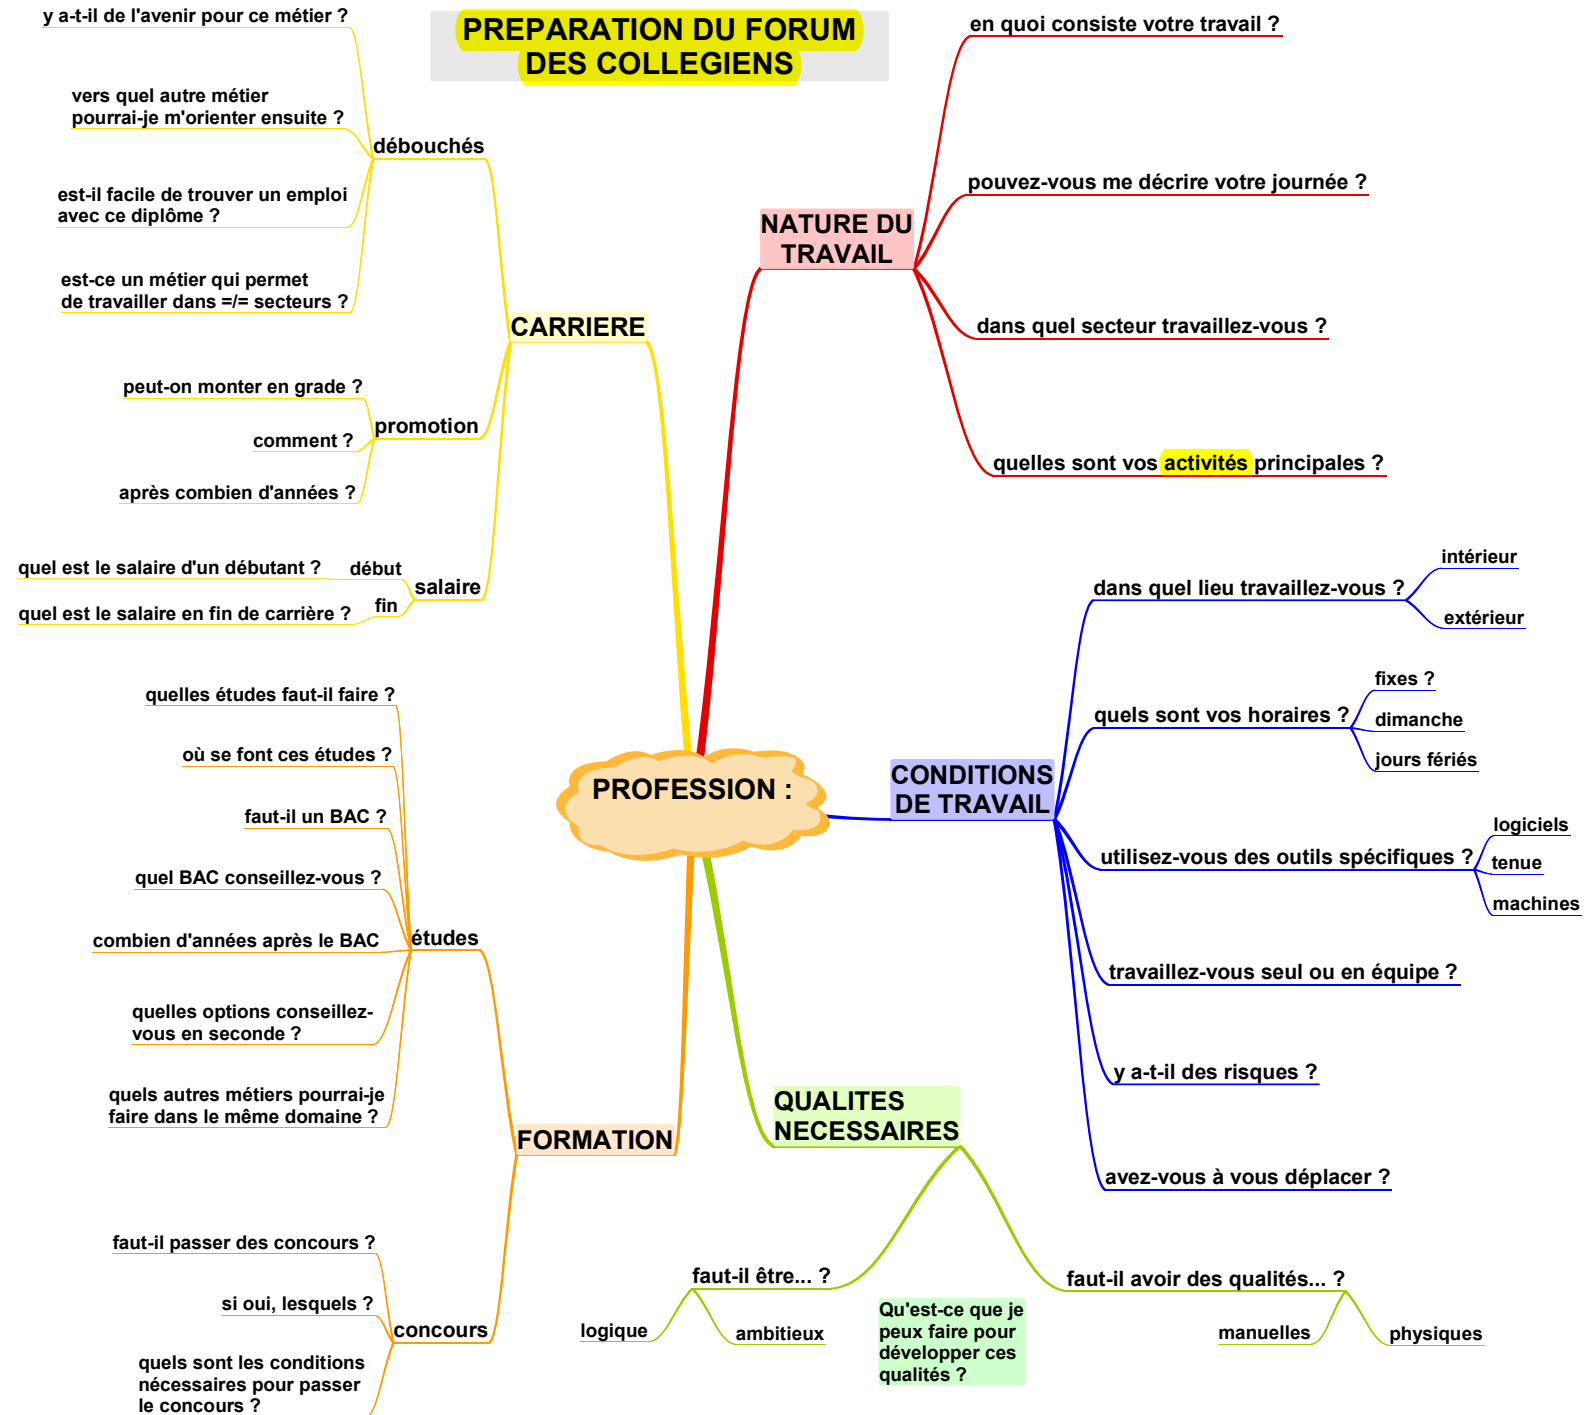 PREPARATION DU FORUM
DES COLLEGIENS
PROFESSION :
NATURE DU
TRAVAIL
en quoi consiste votre travail ?
pouvez-vous me décrire votre journée ?
dans quel secteur travaillez-vous ?
quelles sont vos activités principales ?
CONDITIONS
DE TRAVAIL
dans quel lieu travaillez-vous ?
intérieur
extérieur
quels sont vos horaires ?
fixes ?
dimanche
jours fériés
utilisez-vous des outils spécifiques ?
logiciels
tenue
machines
travaillez-vous seul ou en équipe ?
y a-t-il des risques ?
avez-vous à vous déplacer ?
QUALITES
NECESSAIRES
faut-il être... ?
logique
ambitieux
faut-il avoir des qualités... ?
manuelles
physiques
Qu'est-ce que je
peux faire pour
développer ces
qualités ?
FORMATION
études
quelles études faut-il faire ?
où se font ces études ?
faut-il un BAC ?
quel BAC conseillez-vous ?
combien d'années après le BAC
quelles options conseillez-
vous en seconde ?
quels autres métiers pourrai-je
faire dans le même domaine ?
concours
faut-il passer des concours ?
si oui, lesquels ?
quels sont les conditions
nécessaires pour passer
le concours ?
CARRIERE
débouchés
y a-t-il de l'avenir pour ce métier ?
vers quel autre métier
pourrai-je m'orienter ensuite ?
est-il facile de trouver un emploi
avec ce diplôme ?
est-ce un métier qui permet
de travailler dans =/= secteurs ?
promotion
peut-on monter en grade ?
comment ?
après combien d'années ?
salaire
début
quel est le salaire d'un débutant ?
fin
quel est le salaire en fin de carrière ?